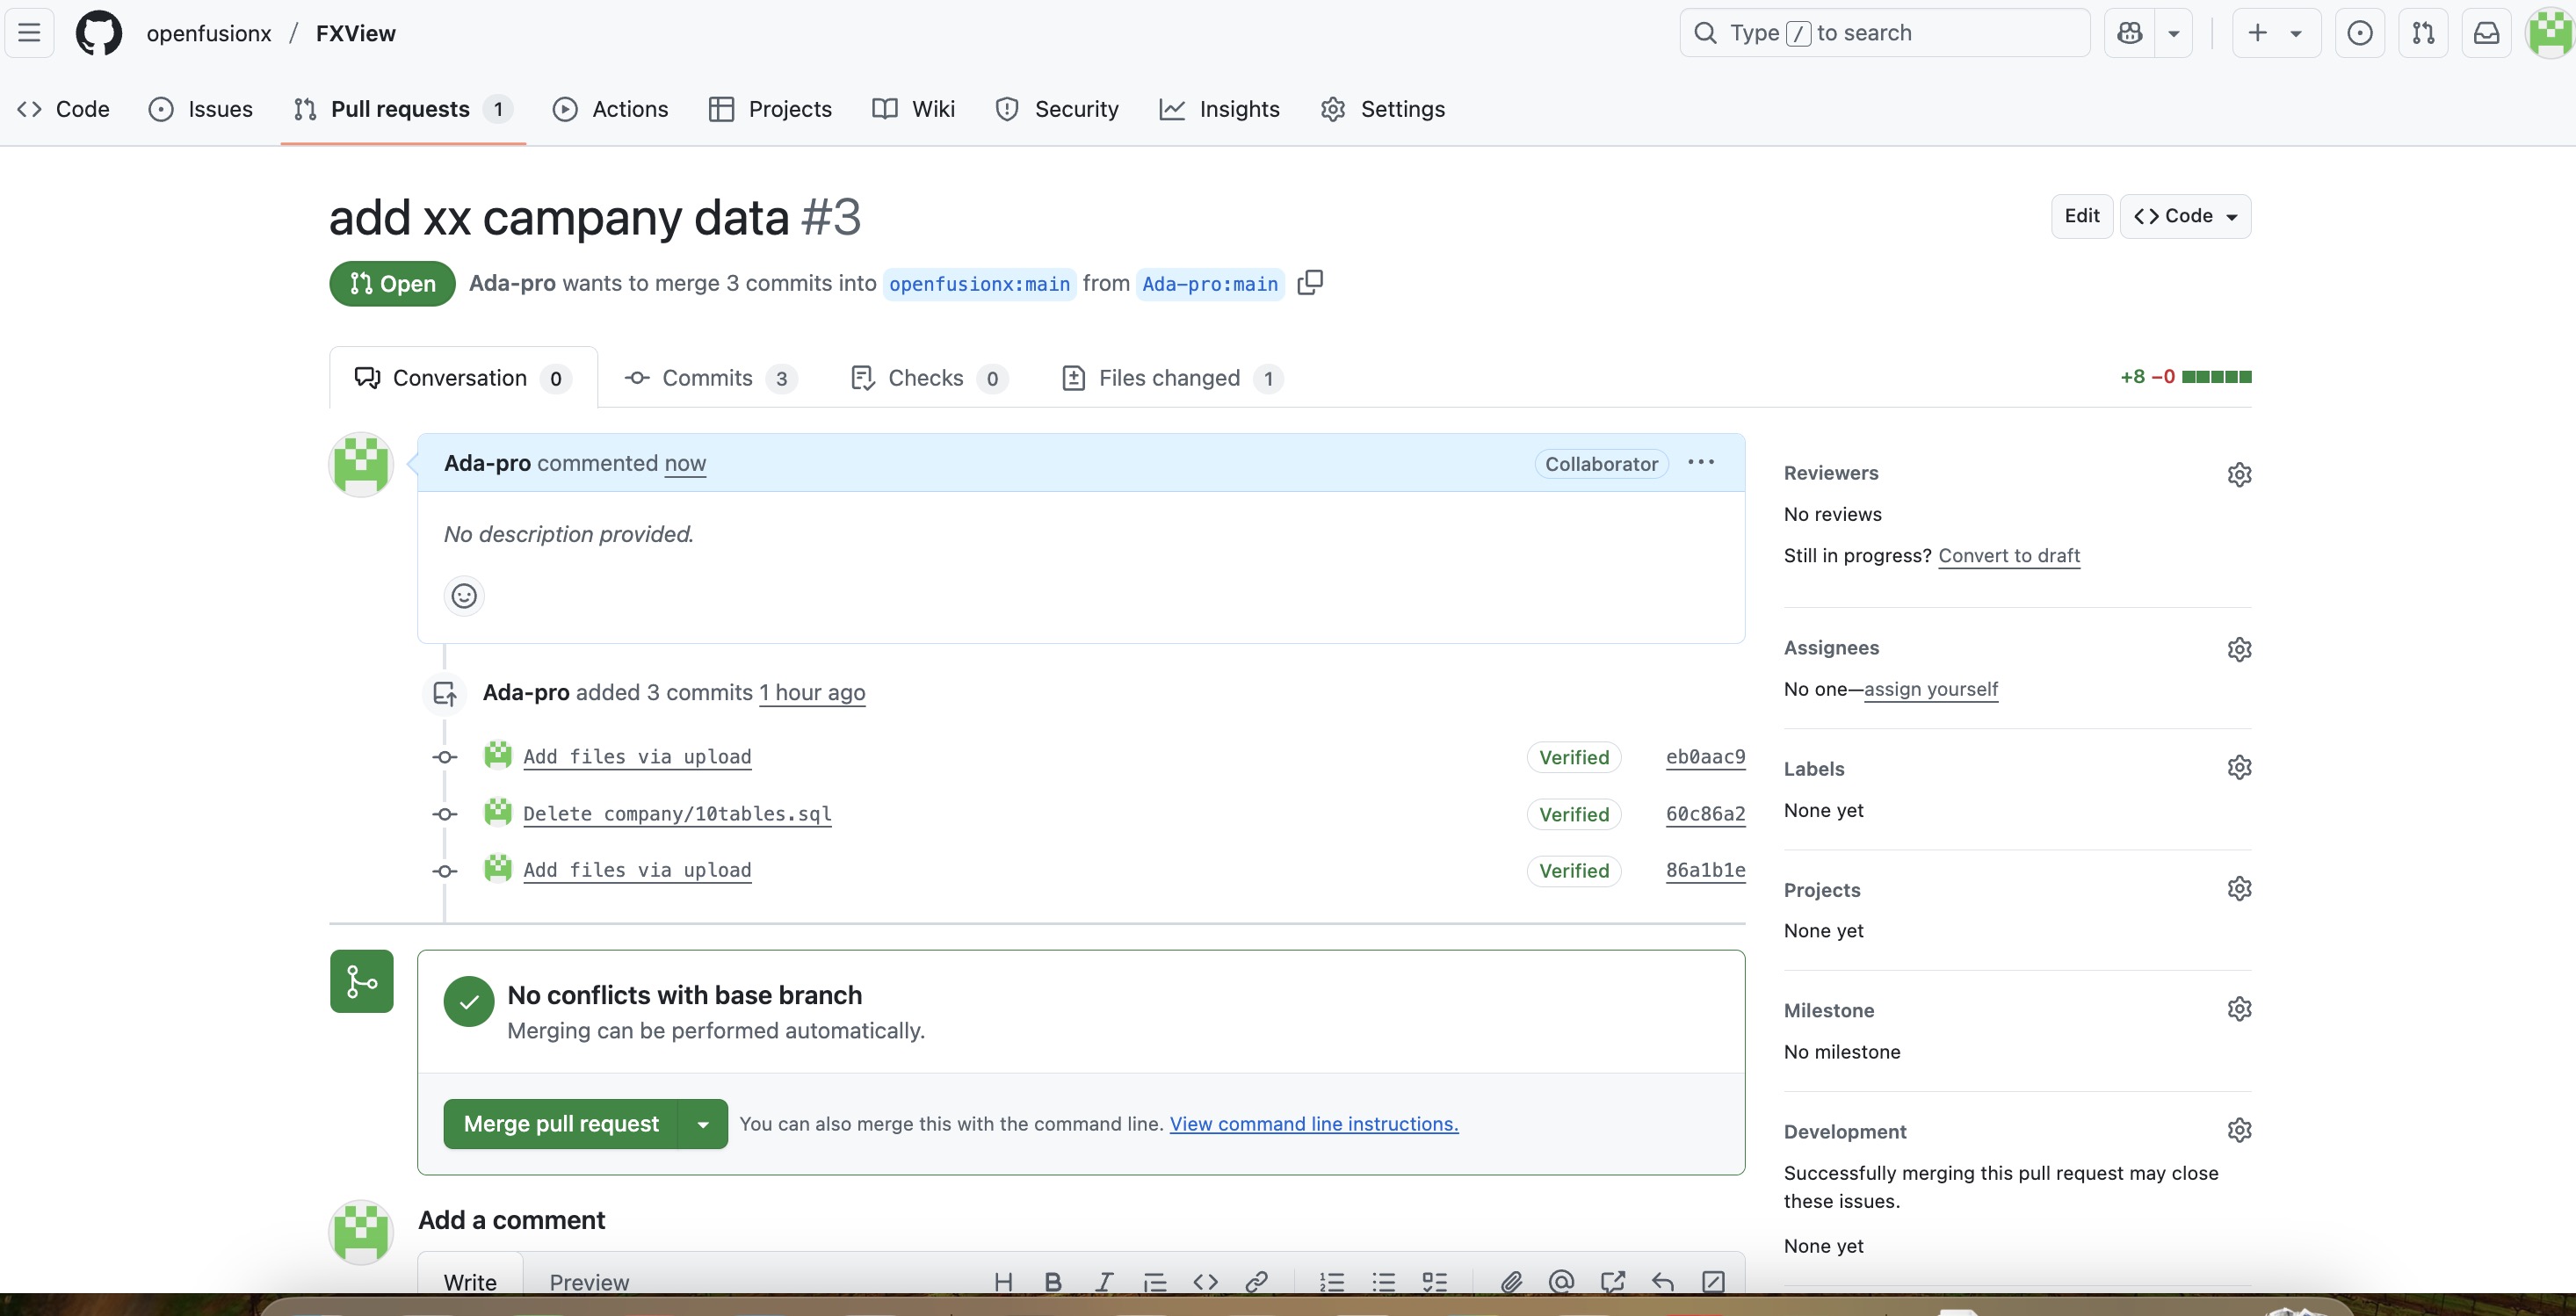 openfusionx / FXView
Type / to search
Code
Issues
Pull requests 1
Actions
Projects
Wiki
Security
Insights
Settings
add xx campany data #3
Edit
Code
Open
Ada-pro wants to merge 3 commits into openfusionx:main from Ada-pro:main
Conversation 0
Commits 3
Checks 0
Files changed 1
+8 −0
Ada-pro commented now
Collaborator
No description provided.
Ada-pro added 3 commits 1 hour ago
Add files via upload Verified eb0aac9
Delete company/10tables.sql Verified 60c86a2
Add files via upload Verified 86a1b1e
No conflicts with base branch
Merging can be performed automatically.
Merge pull request
You can also merge this with the command line. View command line instructions.
Add a comment
Write
Preview
Reviewers
No reviews
Still in progress? Convert to draft
Assignees
No one—assign yourself
Labels
None yet
Projects
None yet
Milestone
No milestone
Development
Successfully merging this pull request may close
these issues.
None yet